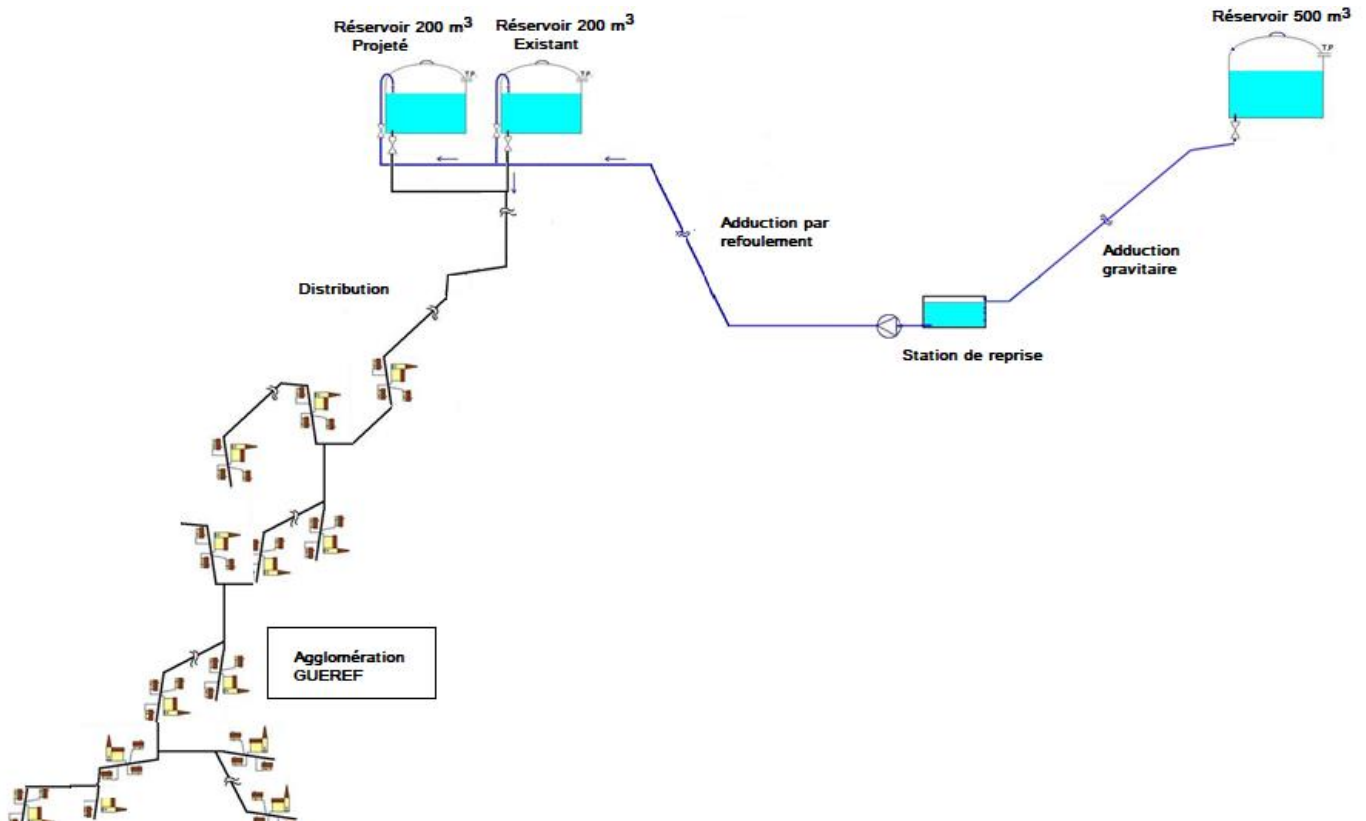 Réservoir 200 m³
Projeté
Réservoir 200 m³
Existant
Réservoir 500 m³
T.P.
T.P.
T.P.
Adduction par
refoulement
Adduction
gravitaire
Distribution
Station de reprise
Agglomération
GUEREF